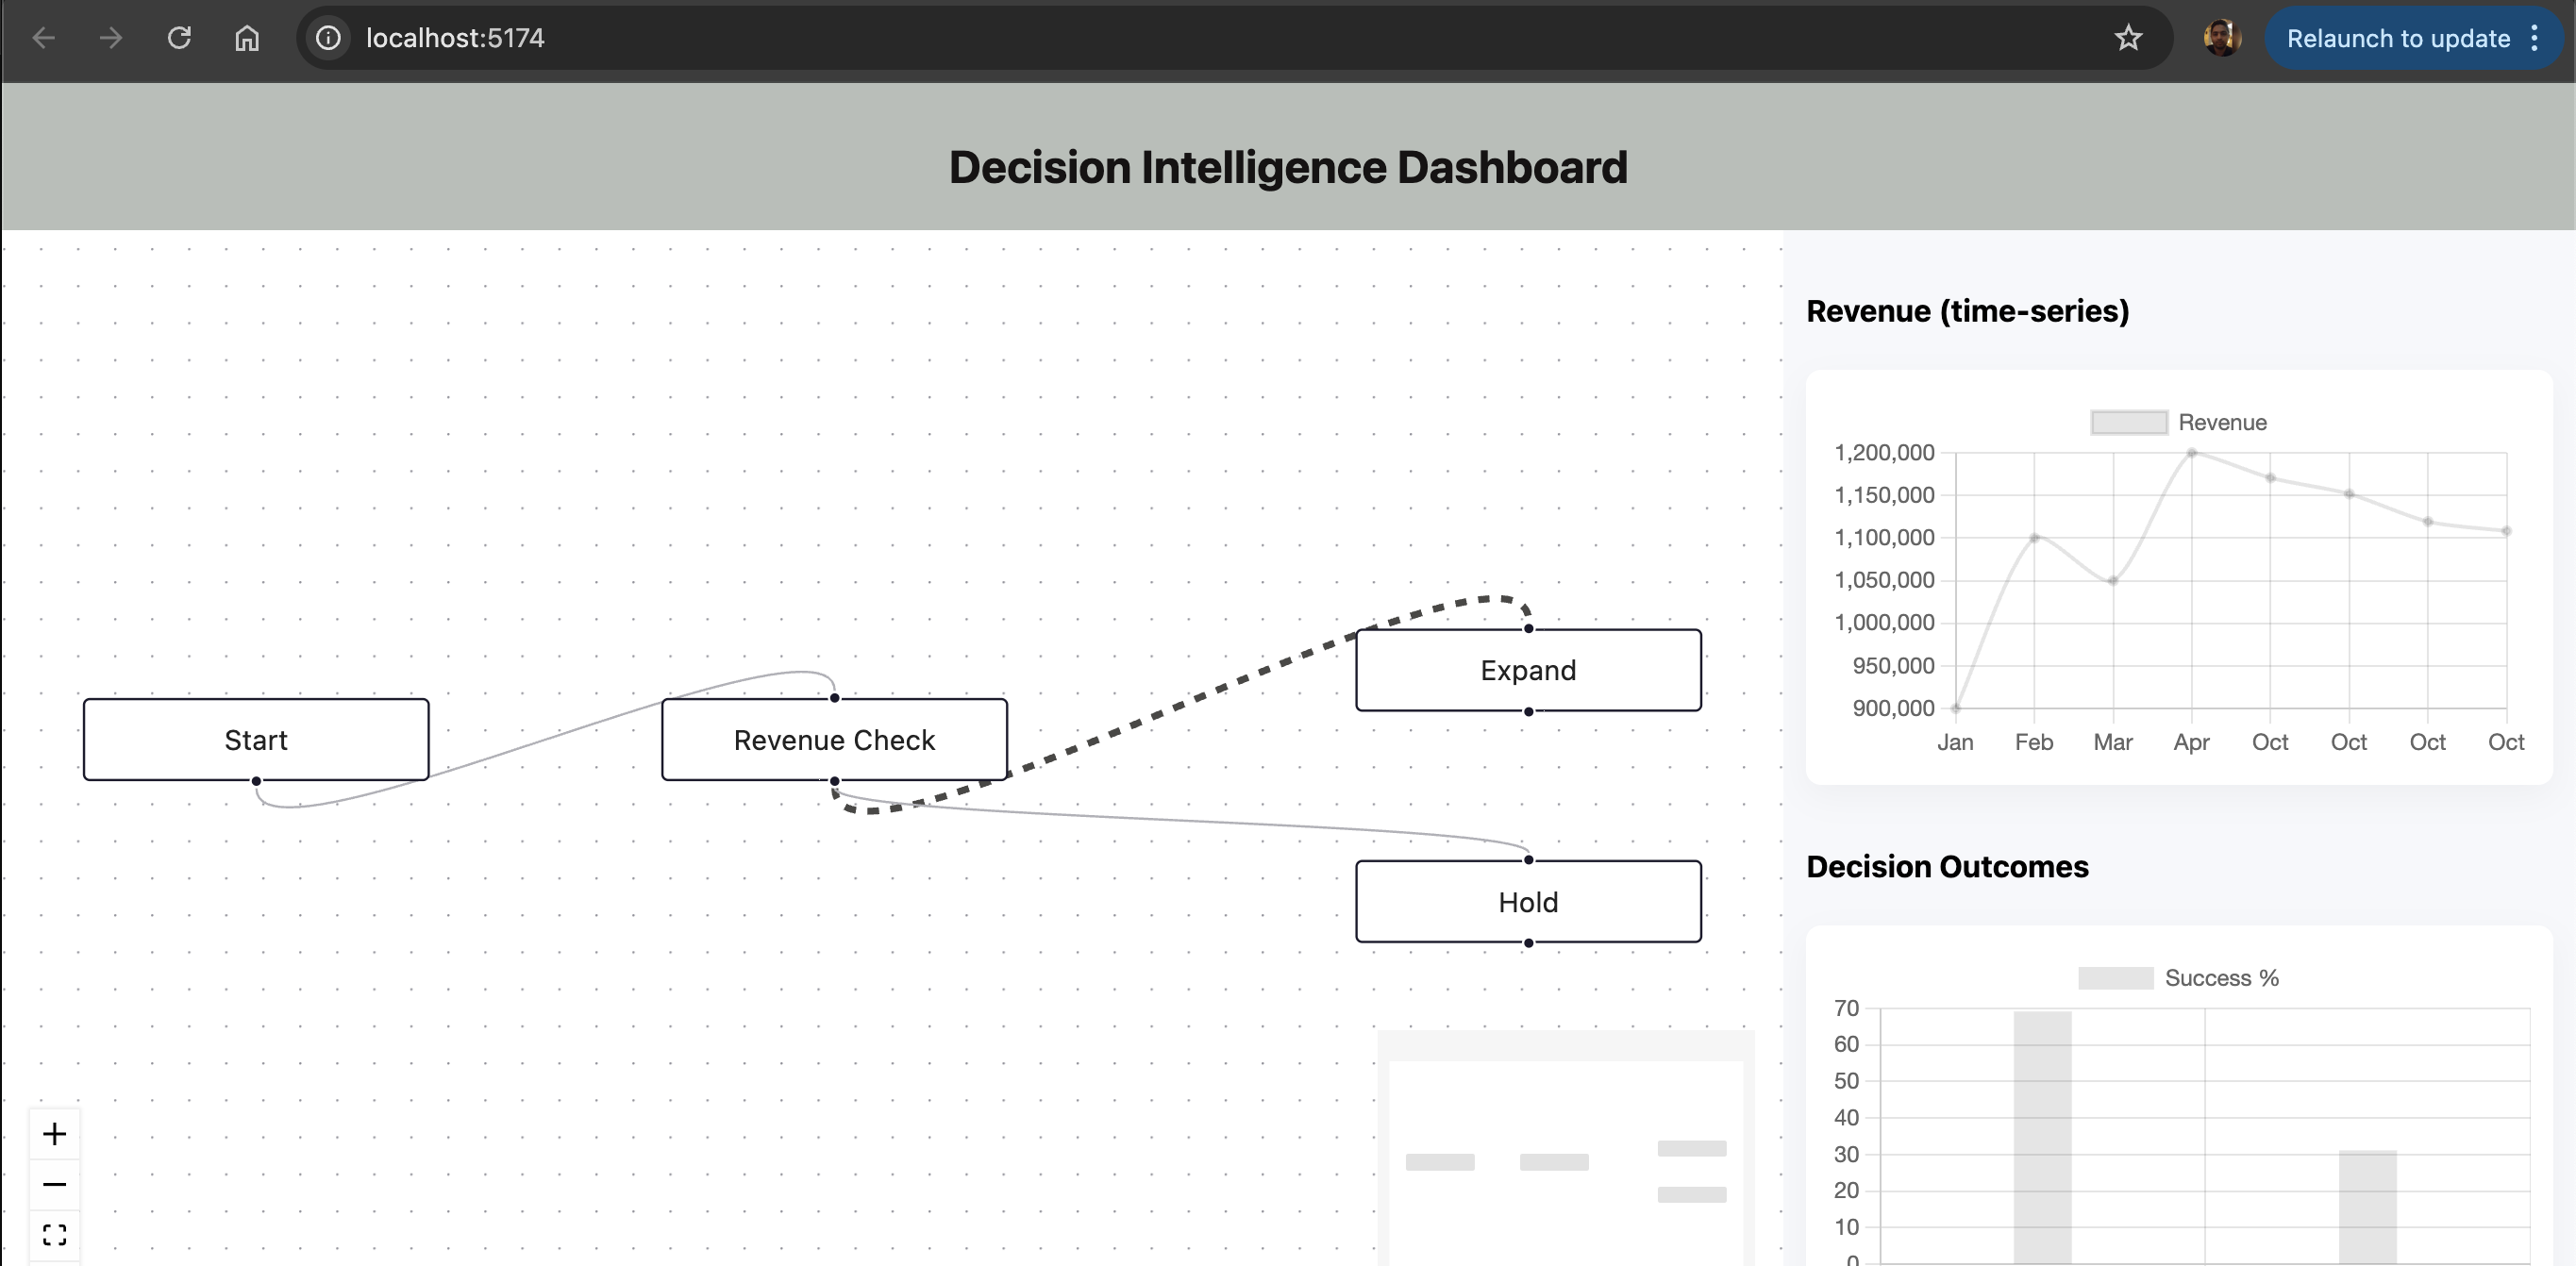 localhost:5174
Relaunch to update
Decision Intelligence Dashboard
Start
Revenue Check
Expand
Hold
Revenue (time-series)
Revenue
1,200,000
1,150,000
1,100,000
1,050,000
1,000,000
950,000
900,000
Jan Feb Mar Apr Oct Oct Oct Oct
Decision Outcomes
Success %
70
60
50
40
30
20
10
0